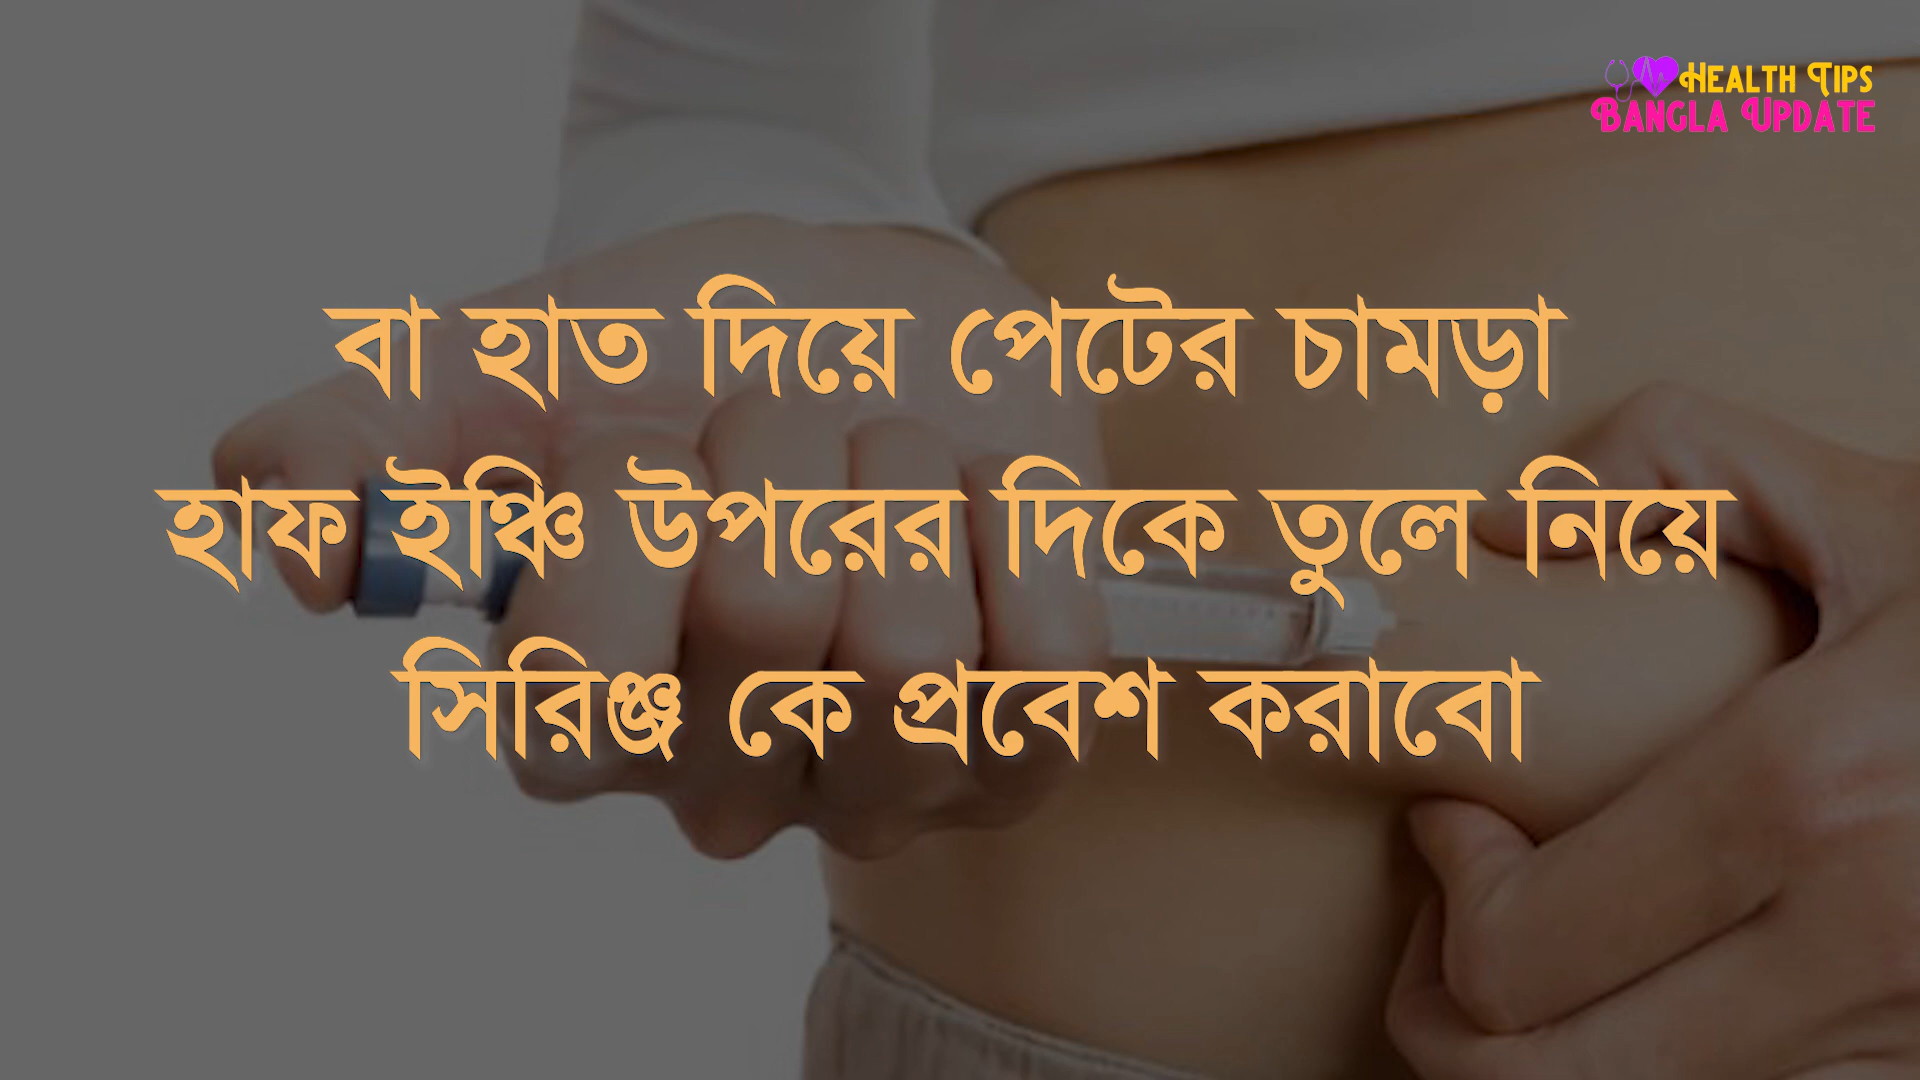 HEALTH TIPS
BANGLA UPDATE
বা হাত দিয়ে পেটের চামড়া
হাফ ইঞ্চি উপরের দিকে তুলে নিয়ে
সিরিঞ্জ কে প্রবেশ করাবো